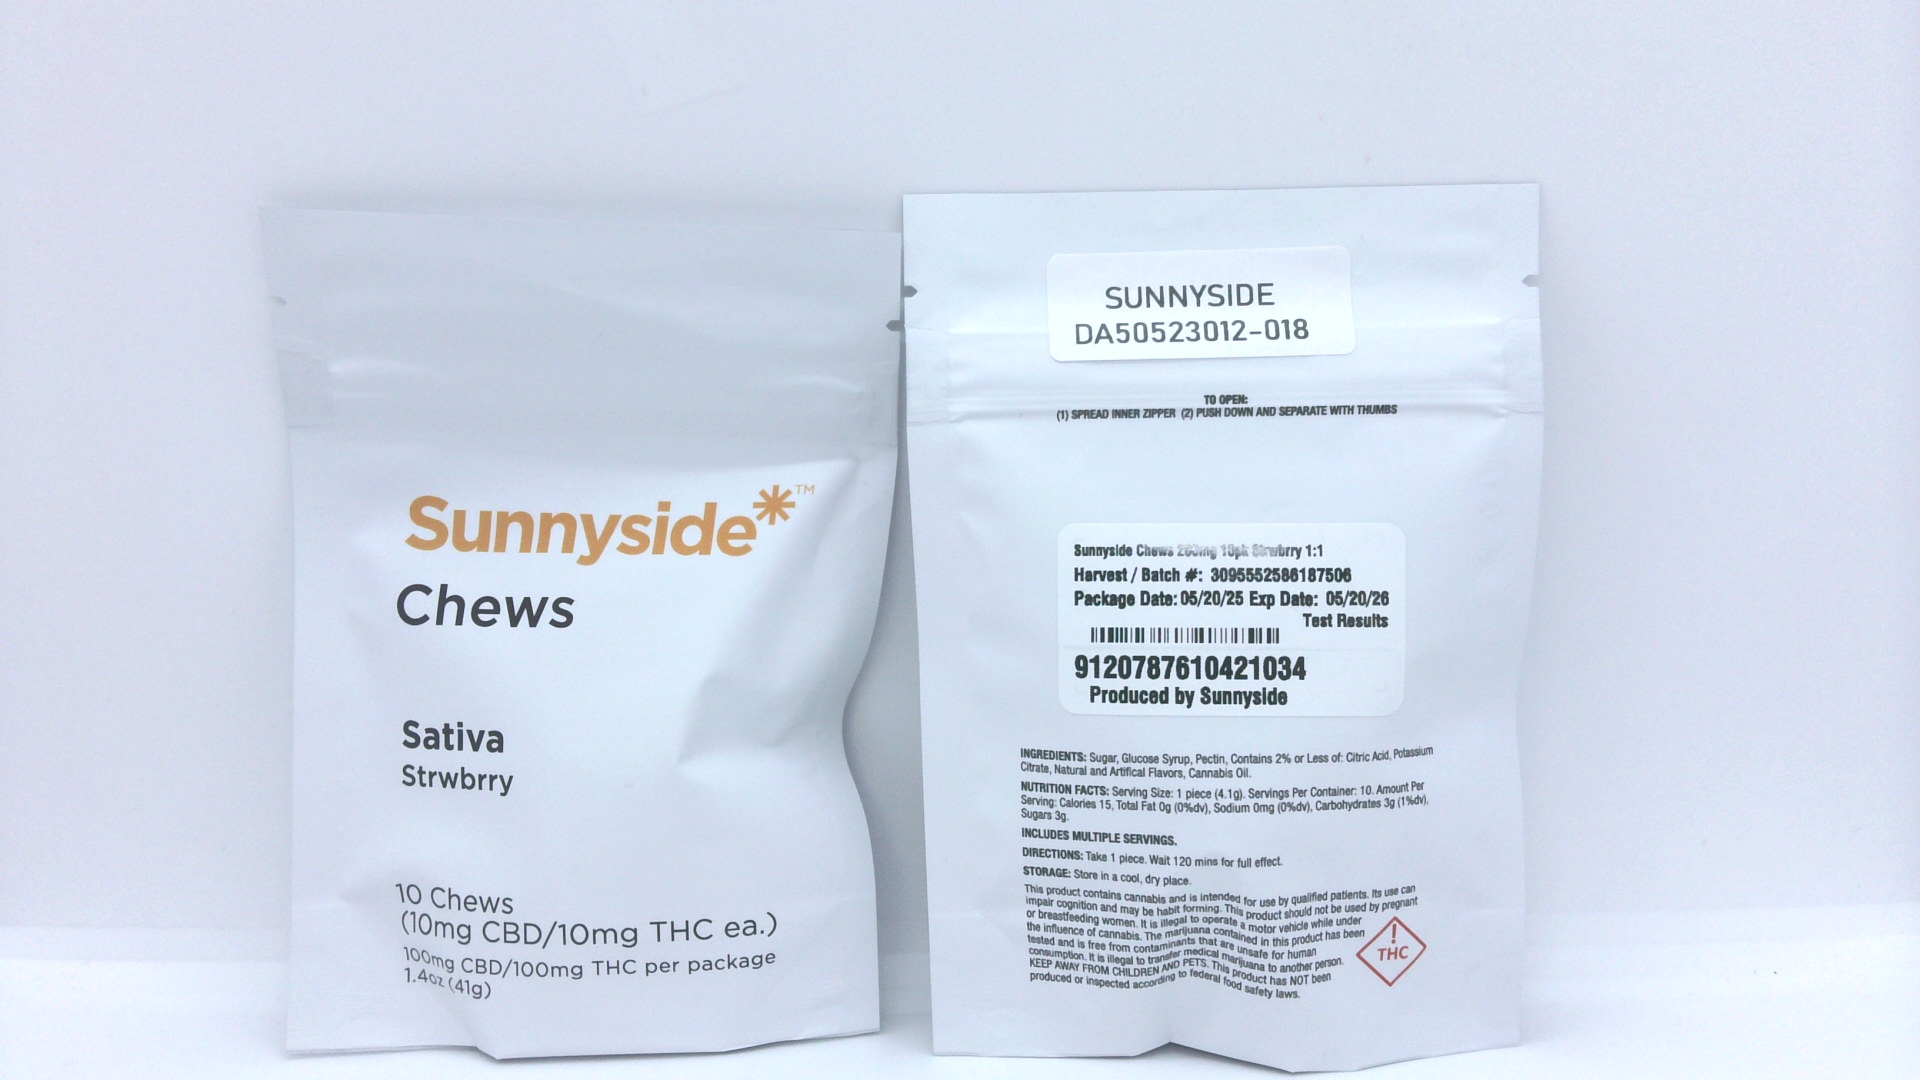 Sunnyside*™
Chews
Sativa
Strwbrry
10 Chews
(10mg CBD/10mg THC ea.)
100mg CBD/100mg THC per package
1.4oz (41g)
SUNNYSIDE
DA50523012-018
TO OPEN:
(1) SPREAD INNER ZIPPER (2) PUSH DOWN AND SEPARATE WITH THUMBS
Sunnyside Chews 200mg 10pk Strwbrry 1:1
Harvest / Batch #: 3095552586187506
Package Date: 05/20/25 Exp Date: 05/20/26
Test Results
9120787610421034
Produced by Sunnyside
INGREDIENTS: Sugar, Glucose Syrup, Pectin, Contains 2% or Less of: Citric Acid, Potassium
Citrate, Natural and Artifical Flavors, Cannabis Oil.
NUTRITION FACTS: Serving Size: 1 piece (4.1g). Servings Per Container: 10. Amount Per
Serving: Calories 15, Total Fat 0g (0%dv), Sodium 0mg (0%dv), Carbohydrates 3g (1%dv),
Sugars 3g.
INCLUDES MULTIPLE SERVINGS.
DIRECTIONS: Take 1 piece. Wait 120 mins for full effect.
STORAGE: Store in a cool, dry place.
This product contains cannabis and is intended for use by qualified patients. Its use can
impair cognition and may be habit forming. This product should not be used by pregnant
or breastfeeding women. It is illegal to operate a motor vehicle while under
the influence of cannabis. The marijuana contained in this product has been
tested and is free from contaminants that are unsafe for human
consumption. It is illegal to transfer medical marijuana to another person.
KEEP AWAY FROM CHILDREN AND PETS. This product has NOT been
produced or inspected according to federal food safety laws.
!
THC